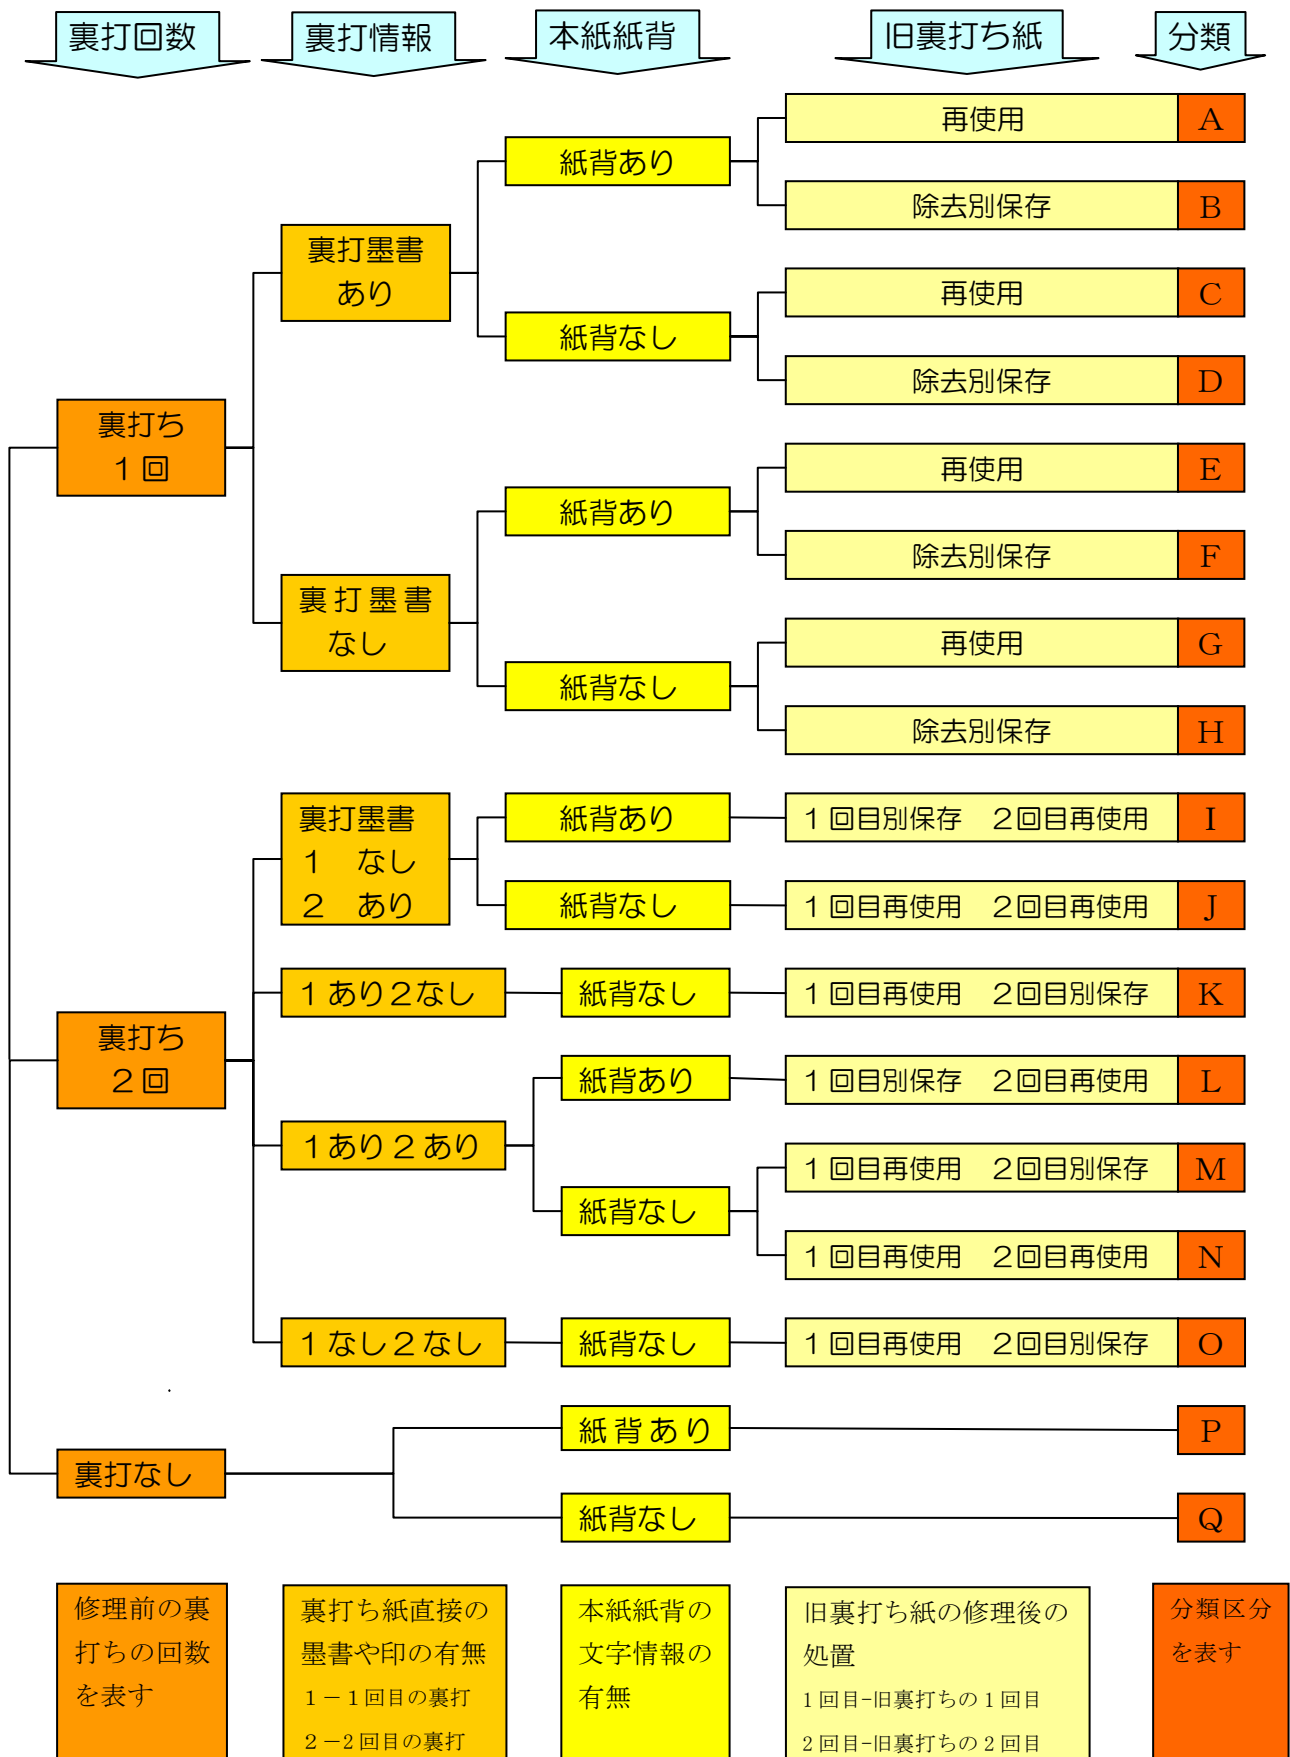 裏打回数
裏打情報
本紙紙背
旧裏打ち紙
分類
再使用
A
紙背あり
除去別保存
B
裏打墨書
あり
再使用
C
紙背なし
除去別保存
D
裏打ち
1回
再使用
E
紙背あり
除去別保存
F
裏打墨書
なし
再使用
G
紙背なし
除去別保存
H
裏打墨書
1 なし
2 あり
紙背あり
1回目別保存 2回目再使用
I
紙背なし
1回目再使用 2回目再使用
J
1あり2なし
紙背なし
1回目再使用 2回目別保存
K
裏打ち
2回
紙背あり
1回目別保存 2回目再使用
L
1あり2あり
1回目再使用 2回目別保存
M
紙背なし
1回目再使用 2回目再使用
N
1なし2なし
紙背なし
1回目再使用 2回目別保存
O
紙背あり
P
裏打なし
紙背なし
Q
修理前の裏
打ちの回数
を表す
裏打ち紙直接の
墨書や印の有無
1－1回目の裏打
2－2回目の裏打
本紙紙背の
文字情報の
有無
旧裏打ち紙の修理後の
処置
1回目-旧裏打ちの1回目
2回目-旧裏打ちの2回目
分類区分
を表す